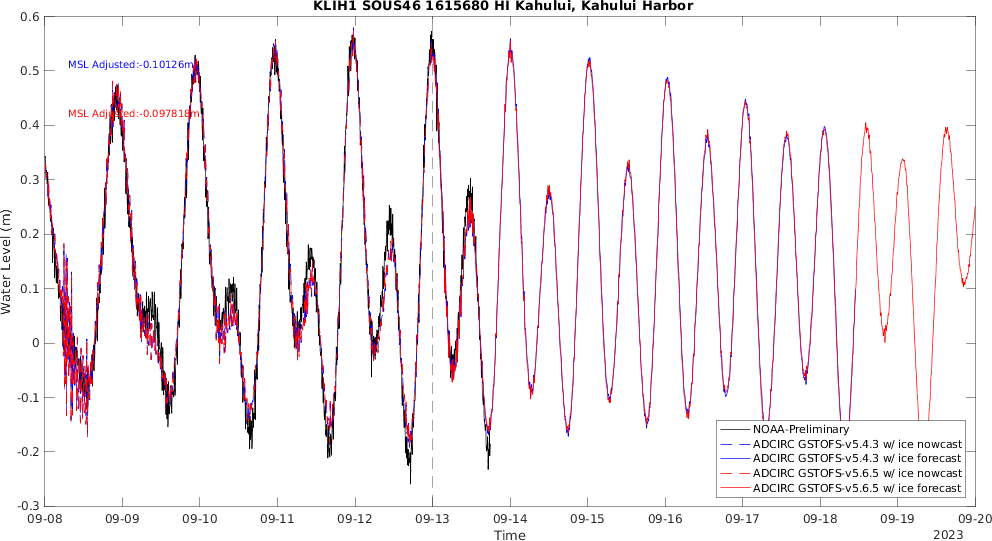 KLIH1 SOUS46 1615680 HI Kahului, Kahului Harbor
0.6
0.5
0.4
0.3
0.2
0.1
0
-0.1
-0.2
-0.3
Water Level (m)
MSL Adjusted:-0.10126m
MSL Adjusted:-0.097818m
NOAA-Preliminary
ADCIRC GSTOFS-v5.4.3 w/ ice nowcast
ADCIRC GSTOFS-v5.4.3 w/ ice forecast
ADCIRC GSTOFS-v5.6.5 w/ ice nowcast
ADCIRC GSTOFS-v5.6.5 w/ ice forecast
09-08 09-09 09-10 09-11 09-12 09-13 09-14 09-15 09-16 09-17 09-18 09-19 09-20
Time
2023